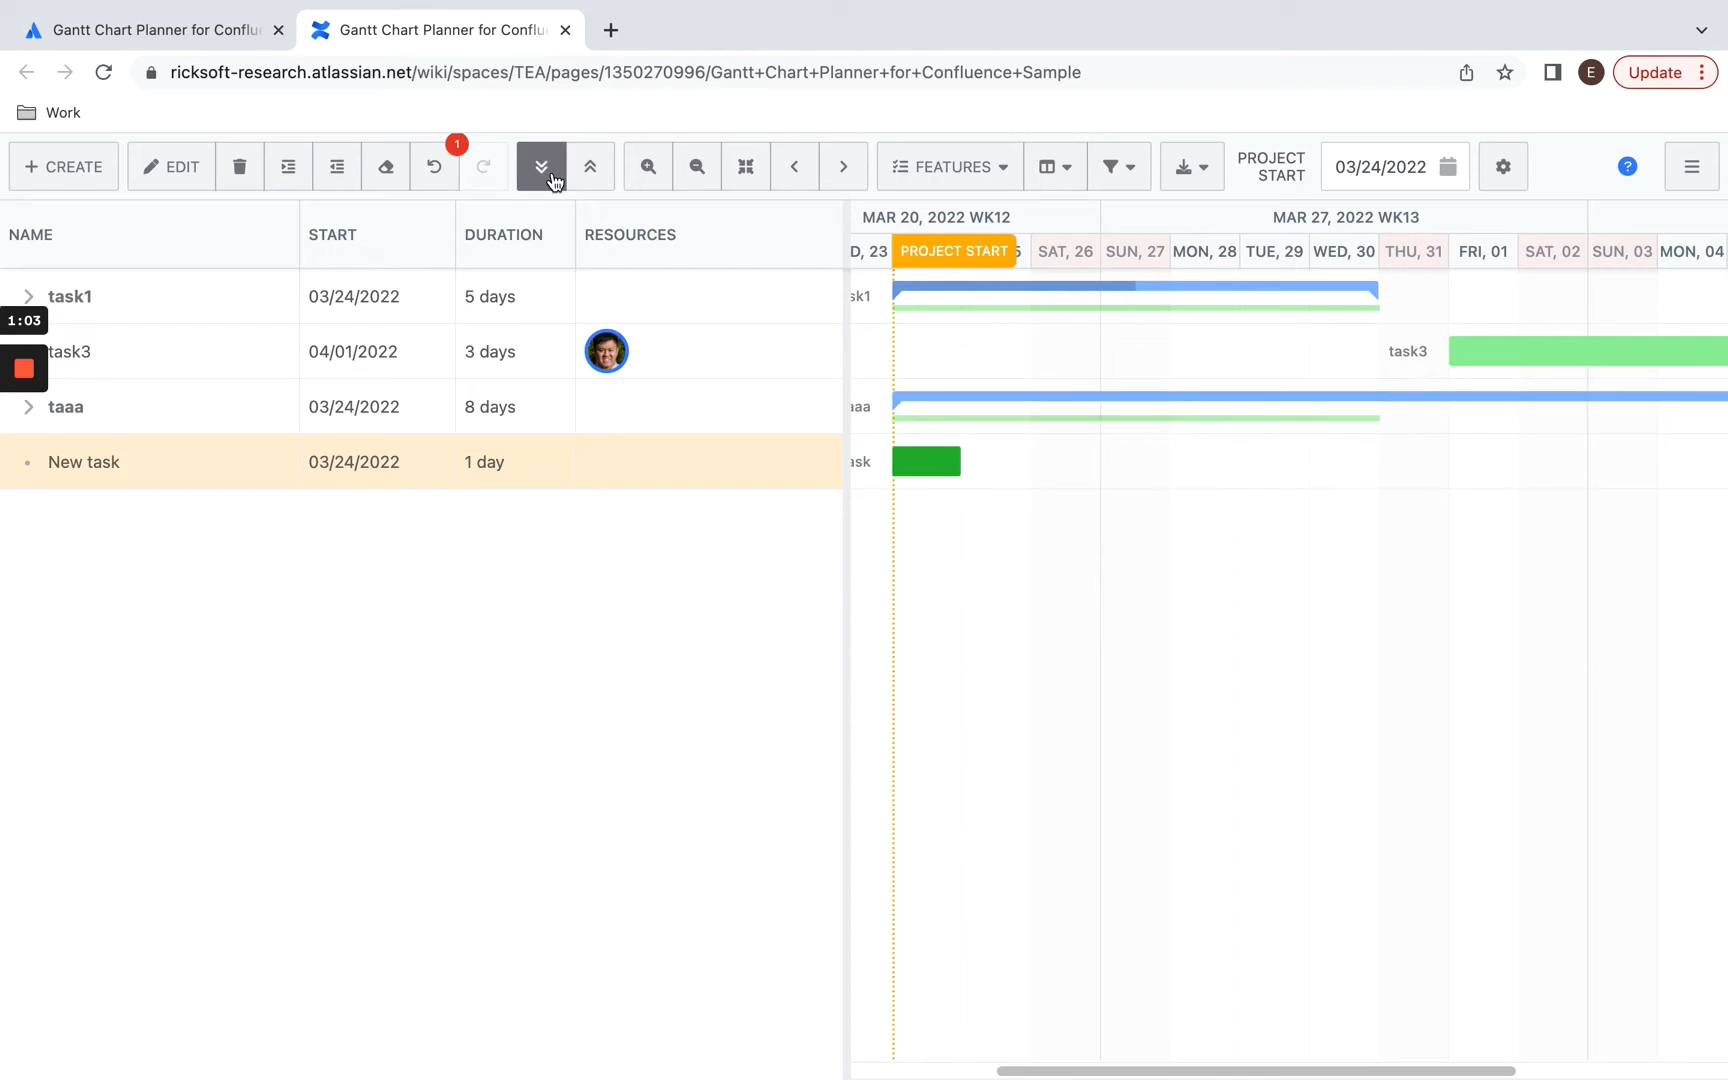 Gantt Chart Planner for Conflu
Gantt Chart Planner for Conflu
ricksoft-research.atlassian.net/wiki/spaces/TEA/pages/1350270996/Gantt+Chart+Planner+for+Confluence+Sample
E
Update
Work
CREATE
EDIT
1
FEATURES
PROJECT START
03/24/2022
?
NAME
START
DURATION
RESOURCES
MAR 20, 2022 WK12
MAR 27, 2022 WK13
D, 23
PROJECT START
5
SAT, 26
SUN, 27
MON, 28
TUE, 29
WED, 30
THU, 31
FRI, 01
SAT, 02
SUN, 03
MON, 04
task1
03/24/2022
5 days
sk1
1:03
task3
04/01/2022
3 days
task3
taaa
03/24/2022
8 days
aaa
New task
03/24/2022
1 day
ask